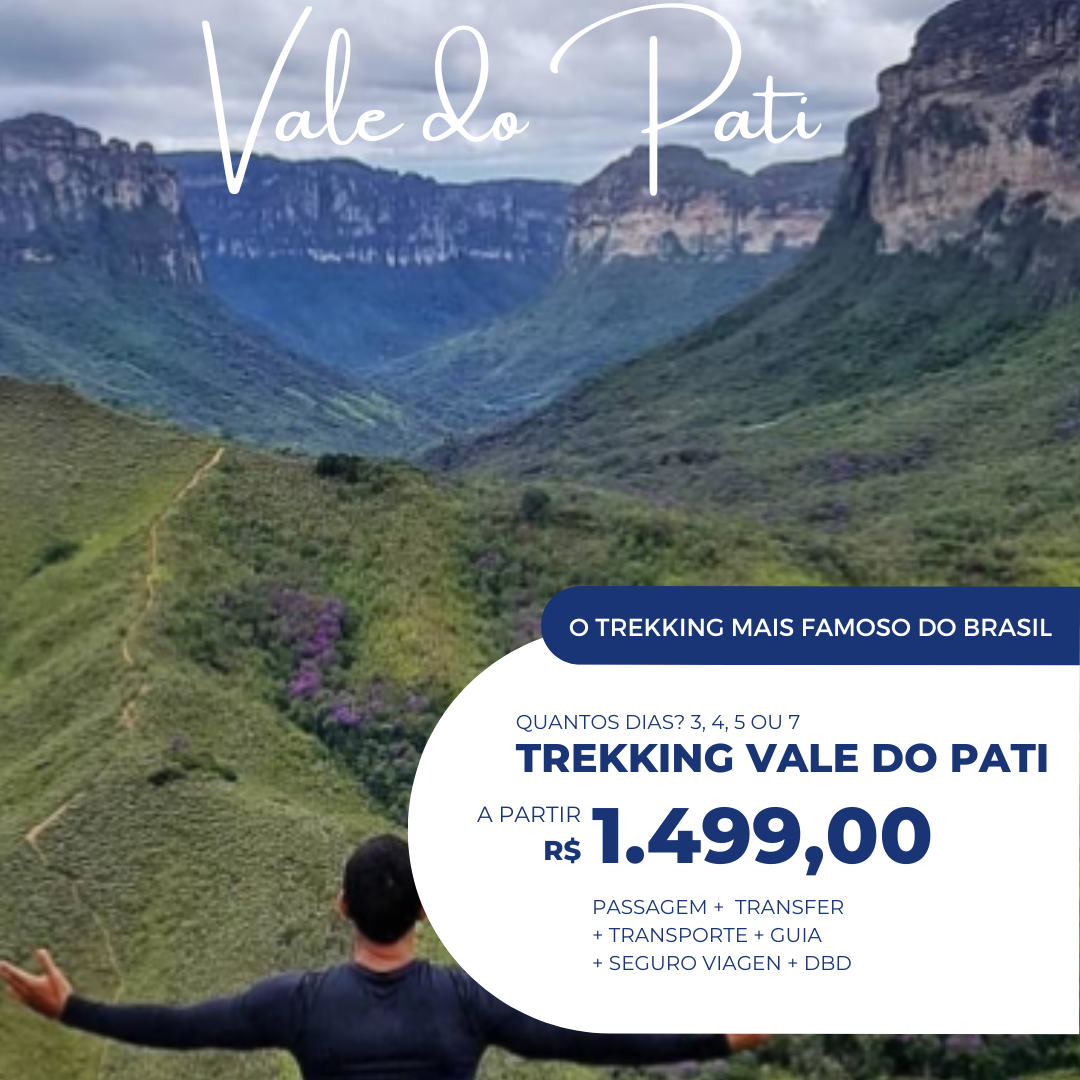 Vale do Pati
O TREKKING MAIS FAMOSO DO BRASIL
QUANTOS DIAS? 3, 4, 5 OU 7
TREKKING VALE DO PATI
A PARTIR
R$ 1.499,00
PASSAGEM + TRANSFER
+ TRANSPORTE + GUIA
+ SEGURO VIAGEN + DBD